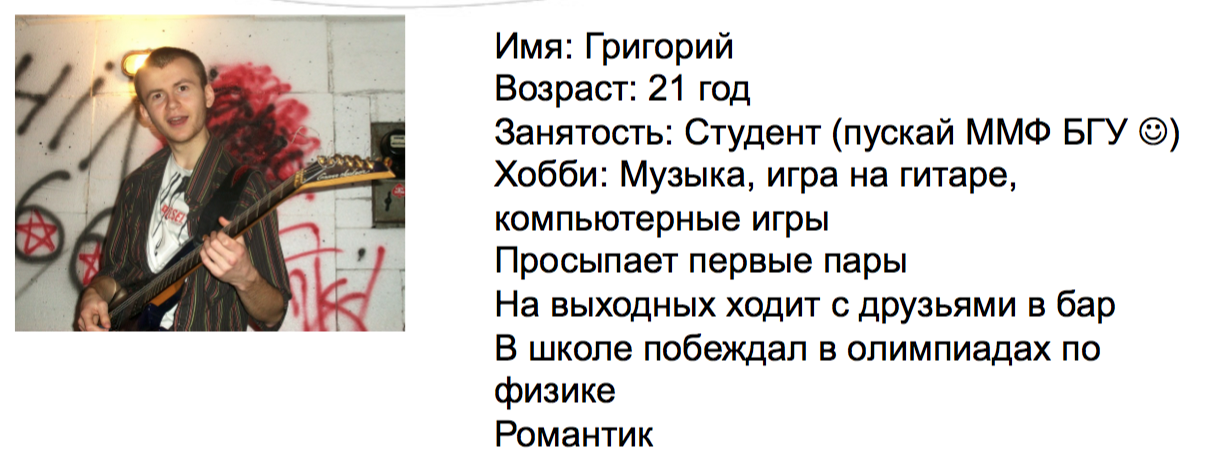 Имя: Григорий
Возраст: 21 год
Занятость: Студент (пускай ММФ БГУ ☺)
Хобби: Музыка, игра на гитаре,
компьютерные игры
Просыпает первые пары
На выходных ходит с друзьями в бар
В школе побеждал в олимпиадах по
физике
Романтик